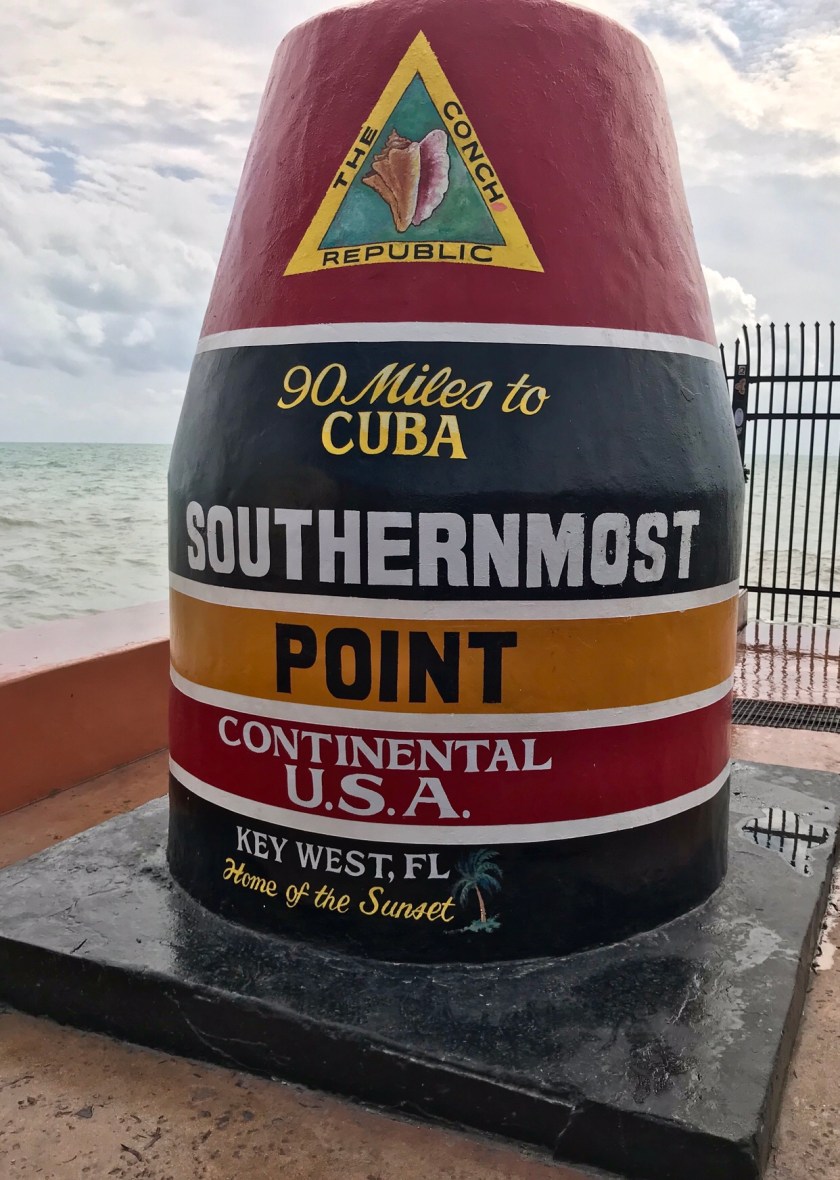 THE CONCH
REPUBLIC
90 Miles to
CUBA
SOUTHERNMOST
POINT
CONTINENTAL
U.S.A.
KEY WEST, FL
Home of the Sunset